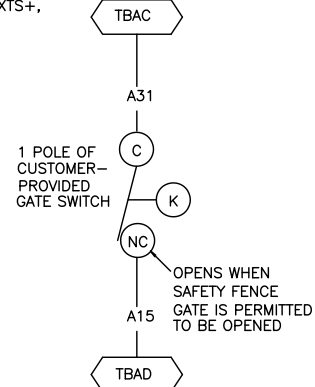 XTS+,
TBAC
A31
C
1 POLE OF
CUSTOMER–
PROVIDED
GATE SWITCH
K
NC
OPENS WHEN
SAFETY FENCE
GATE IS PERMITTED
TO BE OPENED
A15
TBAD